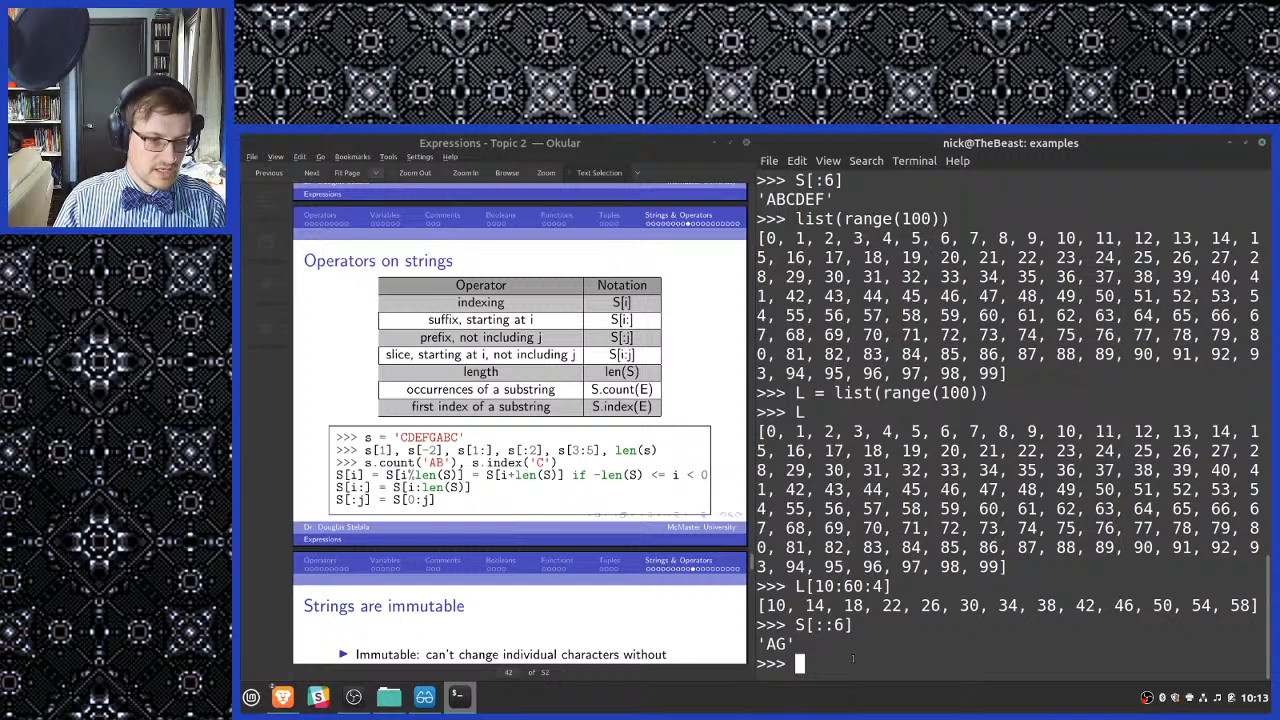 Expressions - Topic 2 — Okular
File Edit View Go Bookmarks Tools Settings Help
Previous Next Fit Page Zoom Out Zoom In Browse Zoom Text Selection
Expressions
Operators Variables Comments Booleans Functions Tuples Strings & Operators
Operators on strings
Operator Notation
indexing S[i]
suffix, starting at i S[i:]
prefix, not including j S[:j]
slice, starting at i, not including j S[i:j]
length len(S)
occurrences of a substring S.count(E)
first index of a substring S.index(E)
>>> s = 'CDEFGABC'
>>> s[1], s[-2], s[1:], s[:2], s[3:5], len(s)
>>> s.count('AB'), s.index('C')
S[i] = S[i%len(S)] = S[i+len(S)] if -len(S) <= i < 0
S[i:] = S[i:len(S)]
S[:j] = S[0:j]
Dr. Douglas Stebila McMaster University
Expressions
Operators Variables Comments Booleans Functions Tuples Strings & Operators
Strings are immutable
Immutable: can't change individual characters without
42 of 52
nick@TheBeast: examples
File Edit View Search Terminal Help
>>> S[:6]
'ABCDEF'
>>> list(range(100))
[0, 1, 2, 3, 4, 5, 6, 7, 8, 9, 10, 11, 12, 13, 14, 1
5, 16, 17, 18, 19, 20, 21, 22, 23, 24, 25, 26, 27, 2
8, 29, 30, 31, 32, 33, 34, 35, 36, 37, 38, 39, 40, 4
1, 42, 43, 44, 45, 46, 47, 48, 49, 50, 51, 52, 53, 5
4, 55, 56, 57, 58, 59, 60, 61, 62, 63, 64, 65, 66, 6
7, 68, 69, 70, 71, 72, 73, 74, 75, 76, 77, 78, 79, 8
0, 81, 82, 83, 84, 85, 86, 87, 88, 89, 90, 91, 92, 9
3, 94, 95, 96, 97, 98, 99]
>>> L = list(range(100))
>>> L
[0, 1, 2, 3, 4, 5, 6, 7, 8, 9, 10, 11, 12, 13, 14, 1
5, 16, 17, 18, 19, 20, 21, 22, 23, 24, 25, 26, 27, 2
8, 29, 30, 31, 32, 33, 34, 35, 36, 37, 38, 39, 40, 4
1, 42, 43, 44, 45, 46, 47, 48, 49, 50, 51, 52, 53, 5
4, 55, 56, 57, 58, 59, 60, 61, 62, 63, 64, 65, 66, 6
7, 68, 69, 70, 71, 72, 73, 74, 75, 76, 77, 78, 79, 8
0, 81, 82, 83, 84, 85, 86, 87, 88, 89, 90, 91, 92, 9
3, 94, 95, 96, 97, 98, 99]
>>> L[10:60:4]
[10, 14, 18, 22, 26, 30, 34, 38, 42, 46, 50, 54, 58]
>>> S[::6]
'AG'
>>>
10:13